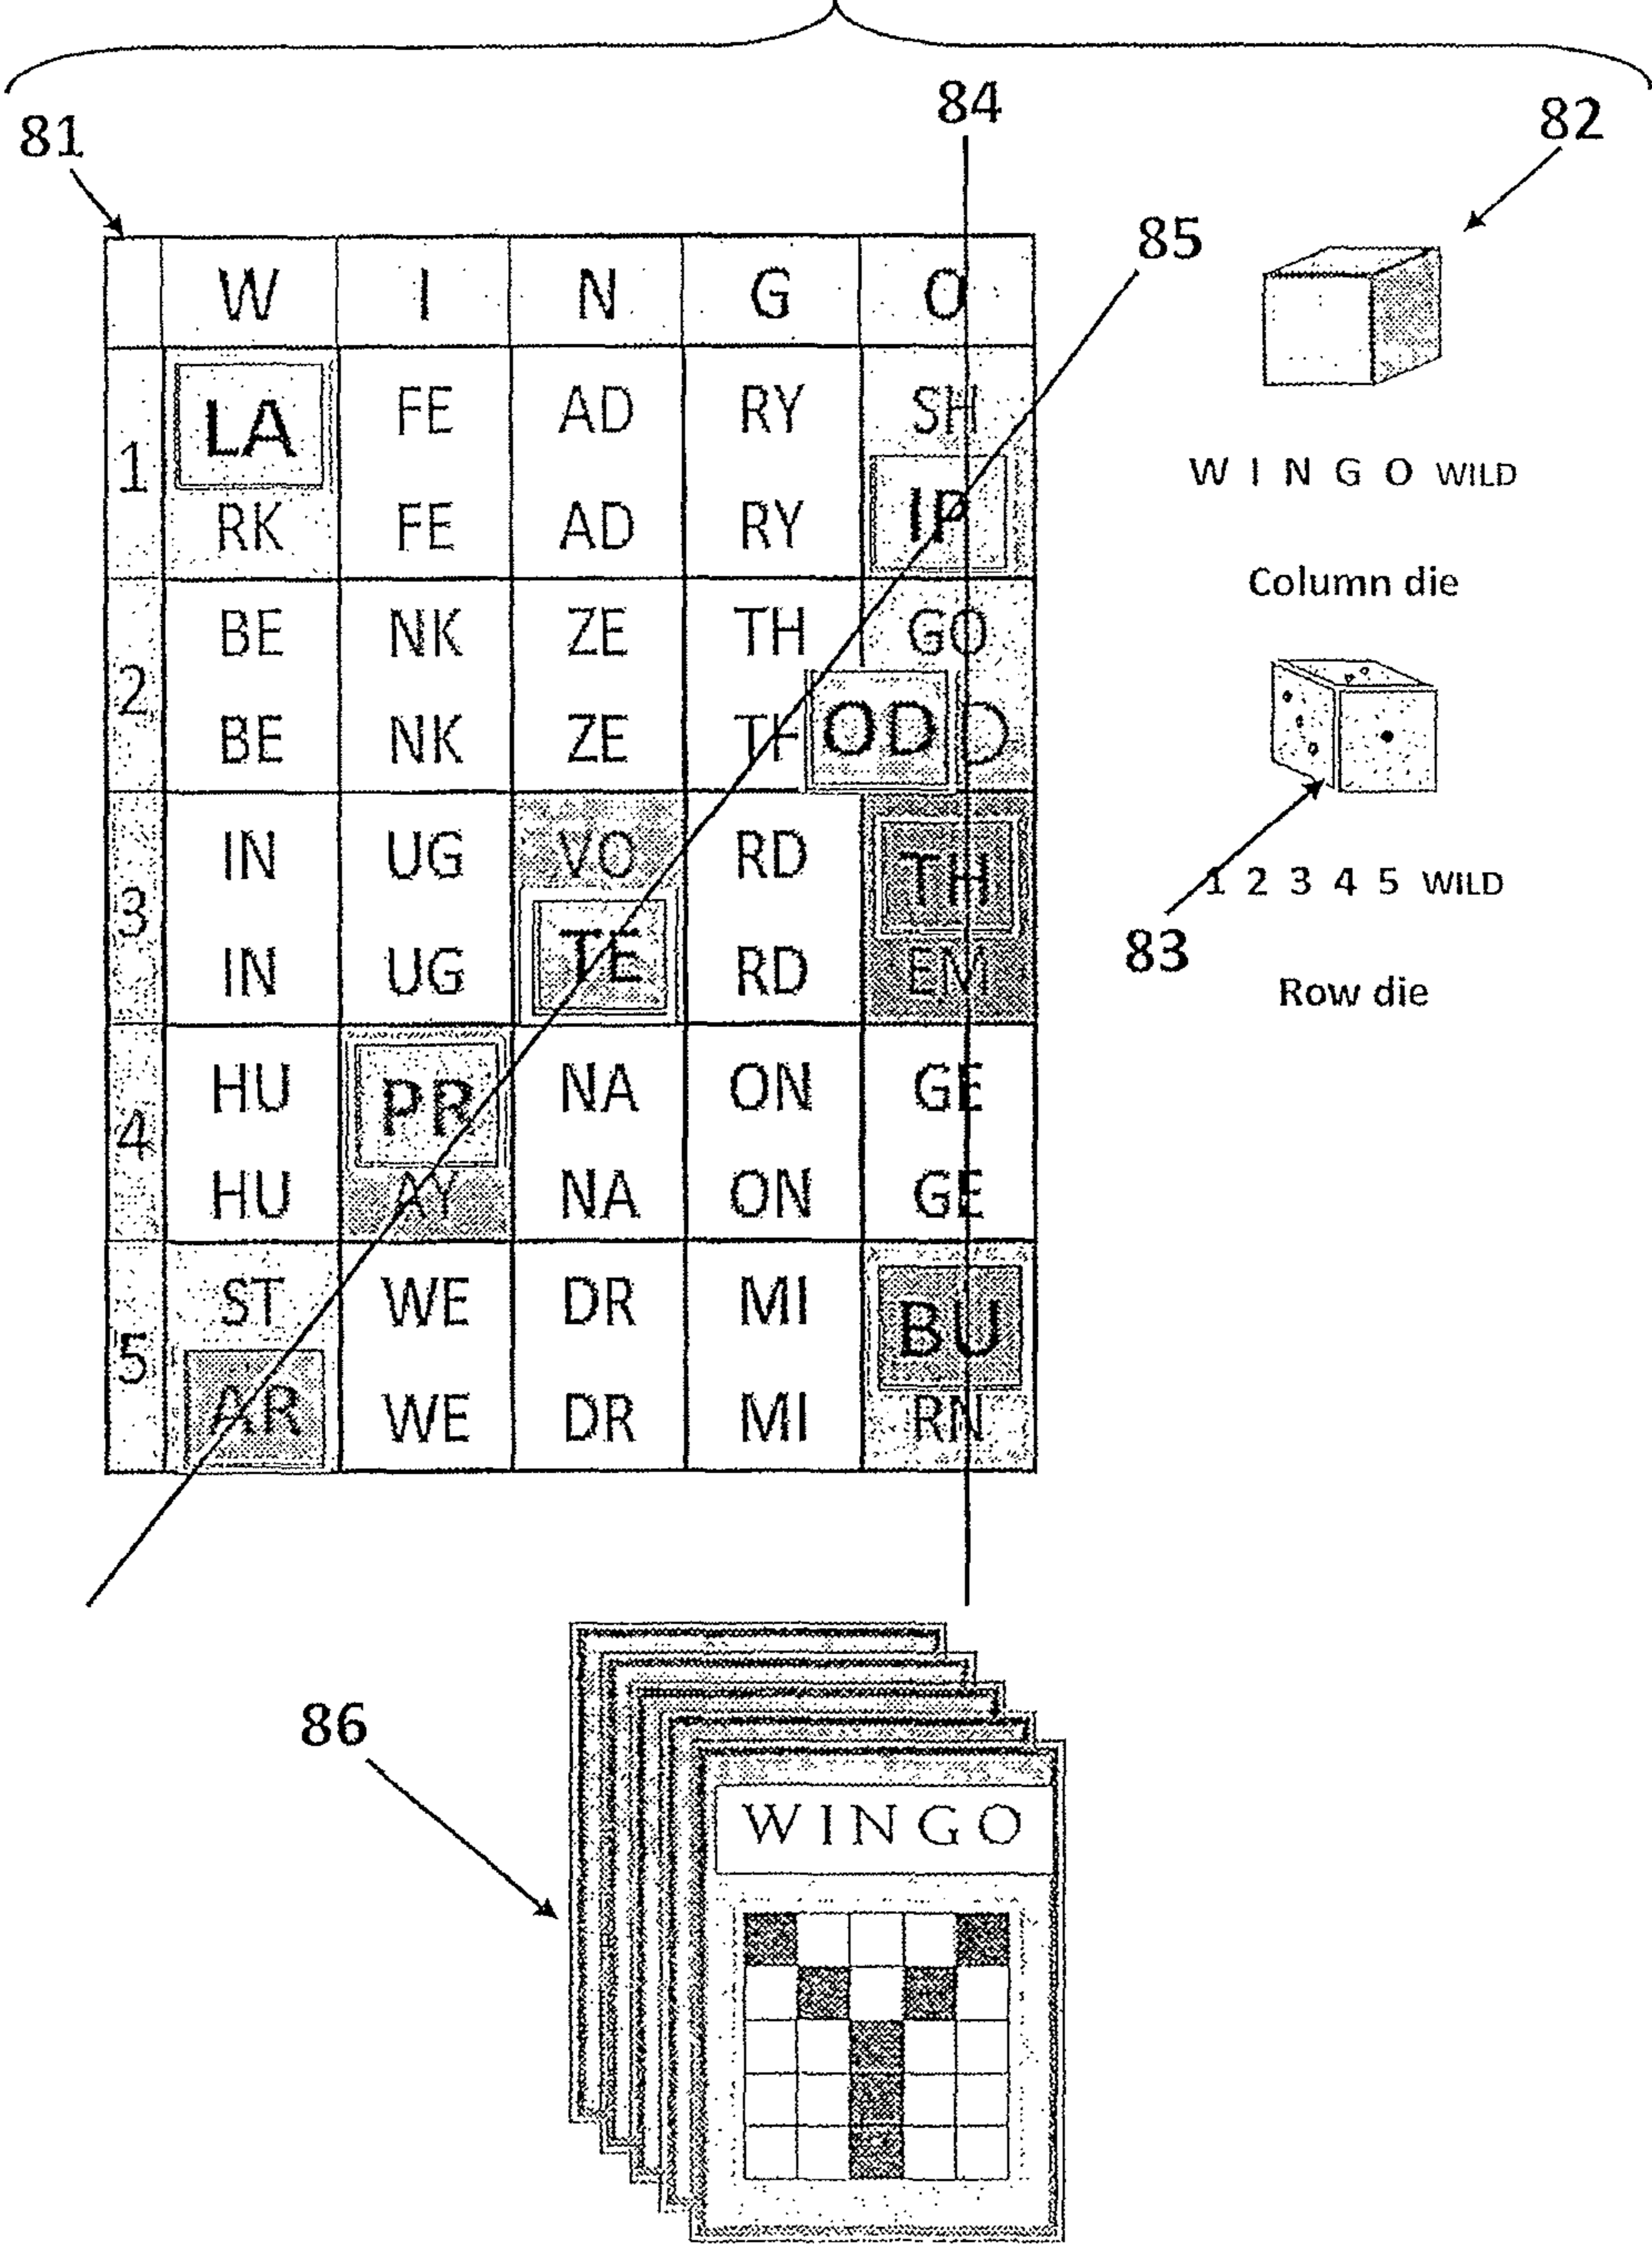 84
82
81
85
W I N G O
LA FE AD RY SH
1
RK FE AD RY IP
W I N G O WILD
Column die
BE NK ZE TH GO
2
BE NK ZE OD
IN UG VO RD TH
3
IN UG TE RD EM
1 2 3 4 5 WILD
83
Row die
HU PR NA ON GE
4
HU AY NA ON GE
ST WE DR MI BU
5
AR WE DR MI RN
86
WINGO